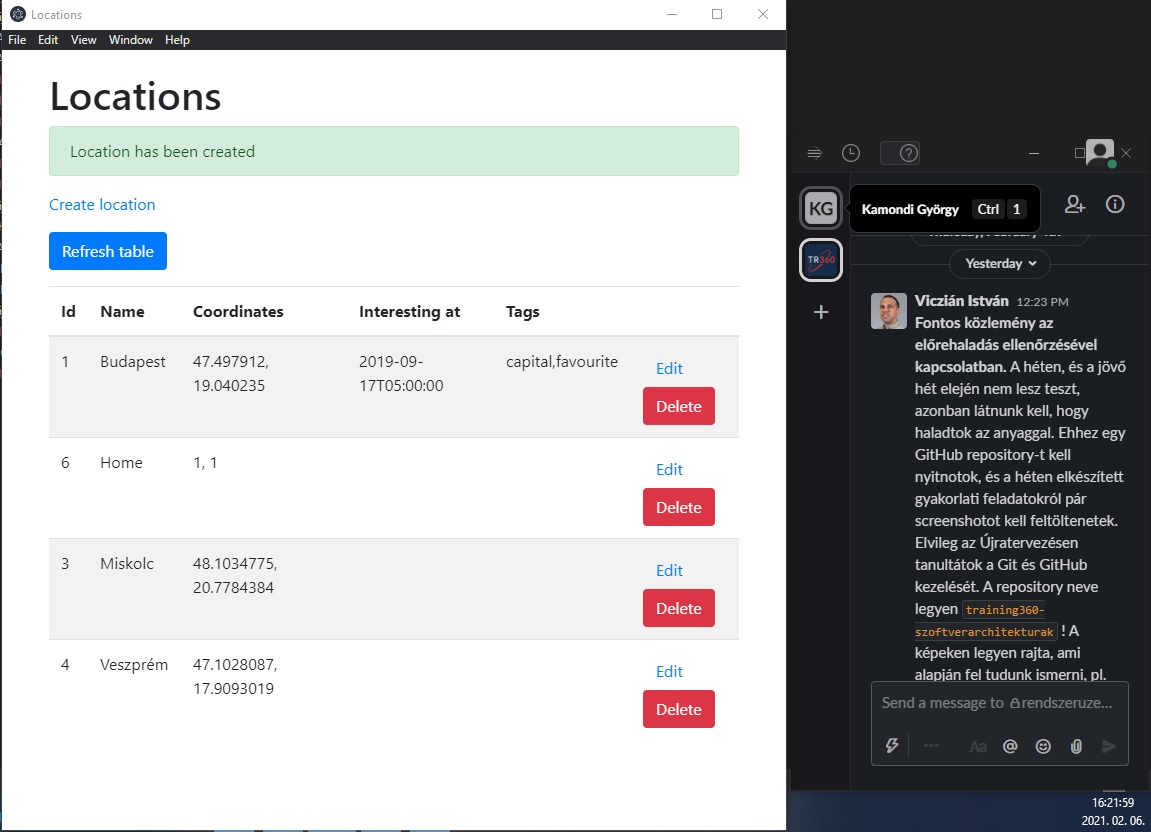 Locations
File Edit View Window Help
Locations
Location has been created
Create location
Refresh table
Id Name Coordinates Interesting at Tags
1 Budapest 47.497912, 2019-09- capital,favourite Edit
19.040235 17T05:00:00
Delete
6 Home 1, 1 Edit
Delete
3 Miskolc 48.1034775, Edit
20.7784384
Delete
4 Veszprém 47.1028087, Edit
17.9093019
Delete
KG
Kamondi György Ctrl 1
TR360
Yesterday
Viczián István 12:23 PM
Fontos közlemény az
előrehaladás ellenőrzésével
kapcsolatban. A héten, és a jövő
hét elején nem lesz teszt,
azonban látnunk kell, hogy
haladtok az anyaggal. Ehhez egy
GitHub repository-t kell
nyitnotok, és a héten elkészített
gyakorlati feladatokról pár
screenshotot kell feltöltenetek.
Elvileg az Újratervezésen
tanultátok a Git és GitHub
kezelését. A repository neve
legyen training360-
szoftverarchitekturak ! A
képeken legyen rajta, ami
alapján fel tudunk ismerni, pl.
Send a message to rendszeruze...
Aa @
16:21:59
2021. 02. 06.